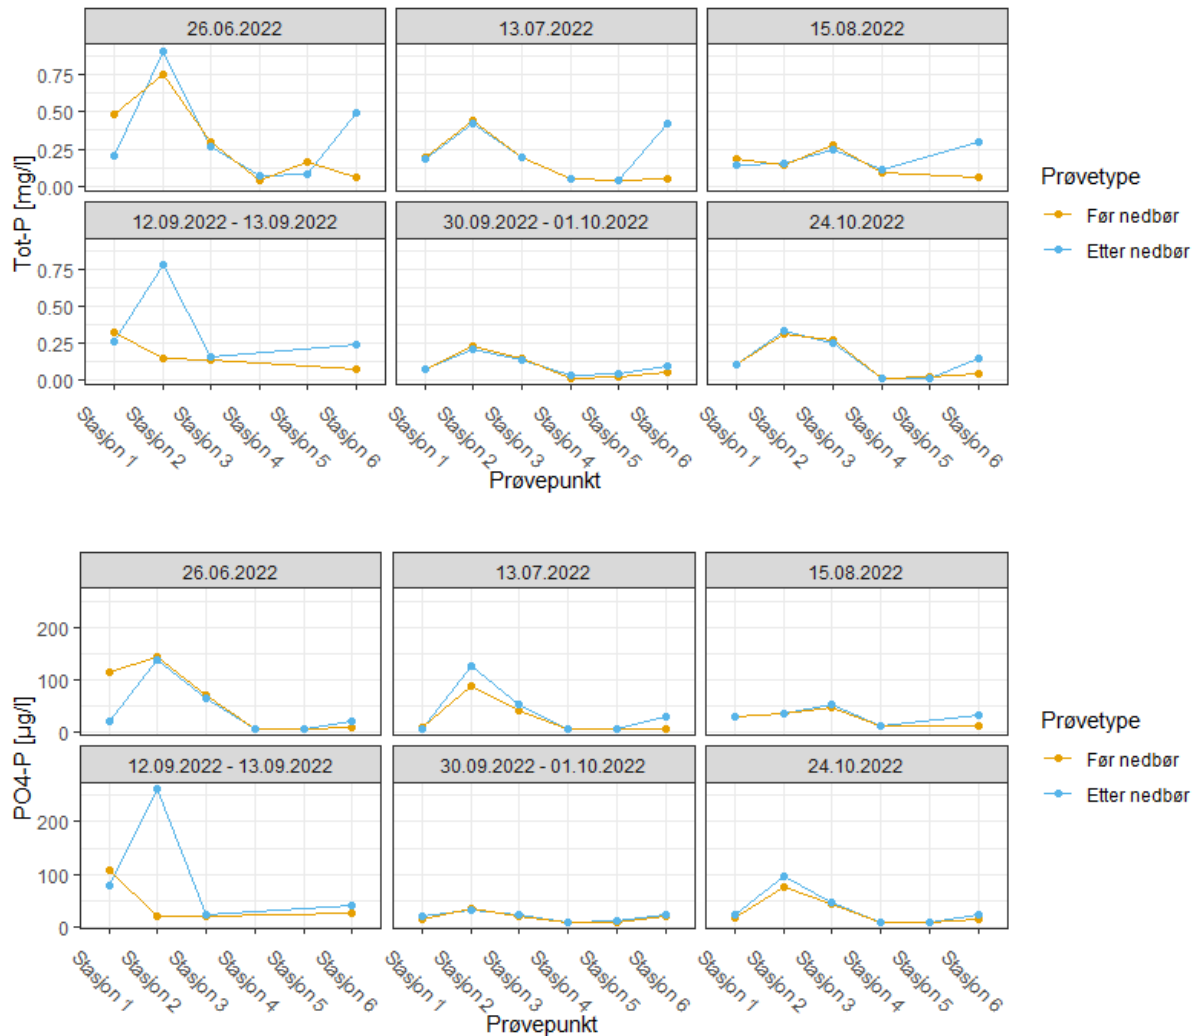 26.06.2022 13.07.2022 15.08.2022
0.75
0.50
0.25
0.00
Tot-P [mg/l]
12.09.2022 - 13.09.2022 30.09.2022 - 01.10.2022 24.10.2022
0.75
0.50
0.25
0.00
Stasjon 1 Stasjon 2 Stasjon 3 Stasjon 4 Stasjon 5 Stasjon 6 Stasjon 1 Stasjon 2 Stasjon 3 Stasjon 4 Stasjon 5 Stasjon 6 Stasjon 1 Stasjon 2 Stasjon 3 Stasjon 4 Stasjon 5 Stasjon 6
Prøvepunkt
Prøvetype
Før nedbør
Etter nedbør
26.06.2022 13.07.2022 15.08.2022
200
100
0
PO4-P [µg/l]
12.09.2022 - 13.09.2022 30.09.2022 - 01.10.2022 24.10.2022
200
100
0
Stasjon 1 Stasjon 2 Stasjon 3 Stasjon 4 Stasjon 5 Stasjon 6 Stasjon 1 Stasjon 2 Stasjon 3 Stasjon 4 Stasjon 5 Stasjon 6 Stasjon 1 Stasjon 2 Stasjon 3 Stasjon 4 Stasjon 5 Stasjon 6
Prøvepunkt
Prøvetype
Før nedbør
Etter nedbør